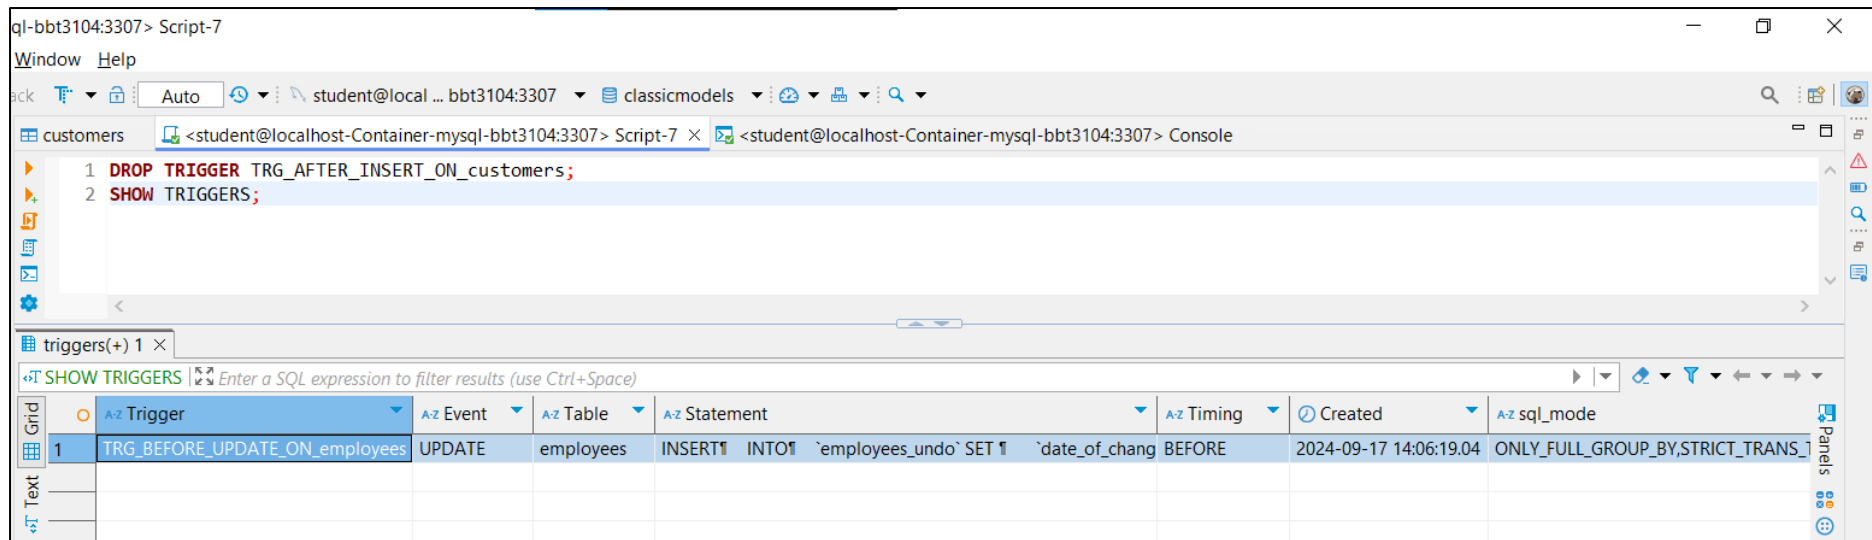 ql-bbt3104:3307> Script-7
Window Help
ack Auto student@local ... bbt3104:3307 classicmodels
customers <student@localhost-Container-mysql-bbt3104:3307> Script-7 <student@localhost-Container-mysql-bbt3104:3307> Console
1 DROP TRIGGER TRG_AFTER_INSERT_ON_customers;
2 SHOW TRIGGERS;
triggers(+) 1
SHOW TRIGGERS Enter a SQL expression to filter results (use Ctrl+Space)
Grid A-Z Trigger A-Z Event A-Z Table A-Z Statement A-Z Timing Created A-Z sql_mode
1 TRG_BEFORE_UPDATE_ON_employees UPDATE employees INSERT¶ INTO¶ `employees_undo` SET ¶ `date_of_chang BEFORE 2024-09-17 14:06:19.04 ONLY_FULL_GROUP_BY,STRICT_TRANS_T
Panels
Text